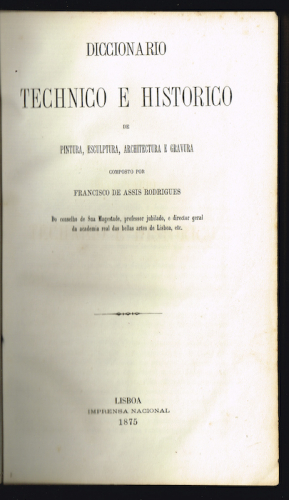 DICCIONARIO
TECHNICO E HISTORICO
DE
PINTURA, ESCULPTURA, ARCHITECTURA E GRAVURA
COMPOSTO POR
FRANCISCO DE ASSIS RODRIGUES
Do conselho de Sua Magestade, professor jubilado, e director geral
da academia real das bellas artes de Lisboa, etc.
LISBOA
IMPRENSA NACIONAL
1875